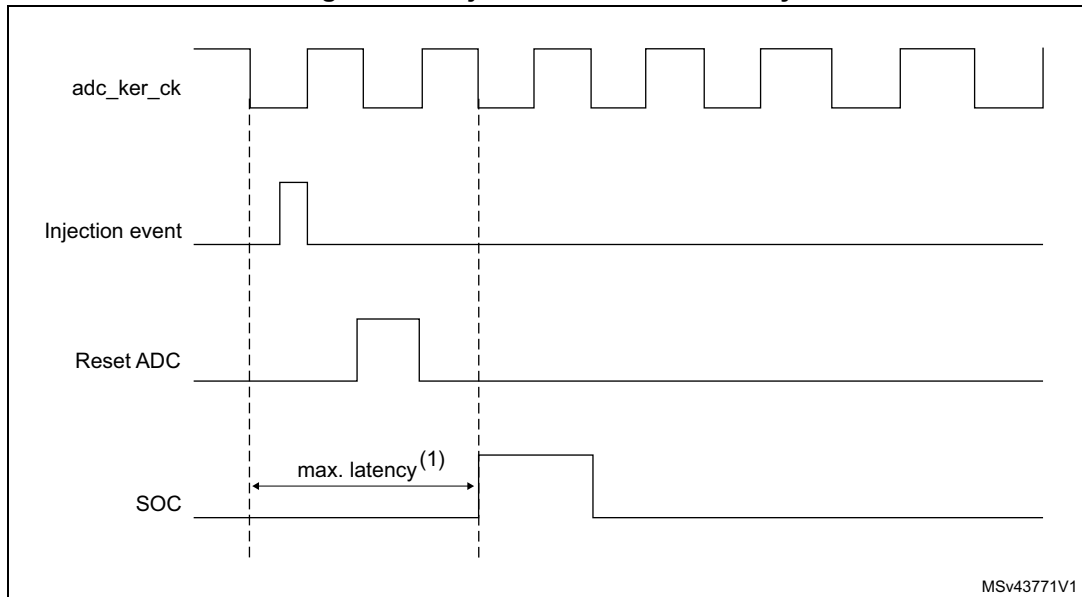 adc_ker_ck
Injection event
Reset ADC
max. latency(1)
SOC
MSv43771V1